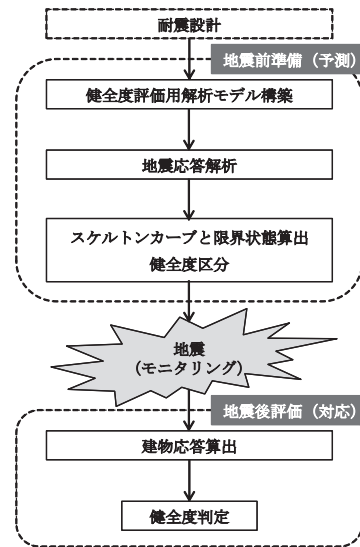 耐震設計
地震前準備（予測）
健全度評価用解析モデル構築
地震応答解析
スケルトンカーブと限界状態算出
健全度区分
地震
（モニタリング）
地震後評価（対応）
建物応答算出
健全度判定